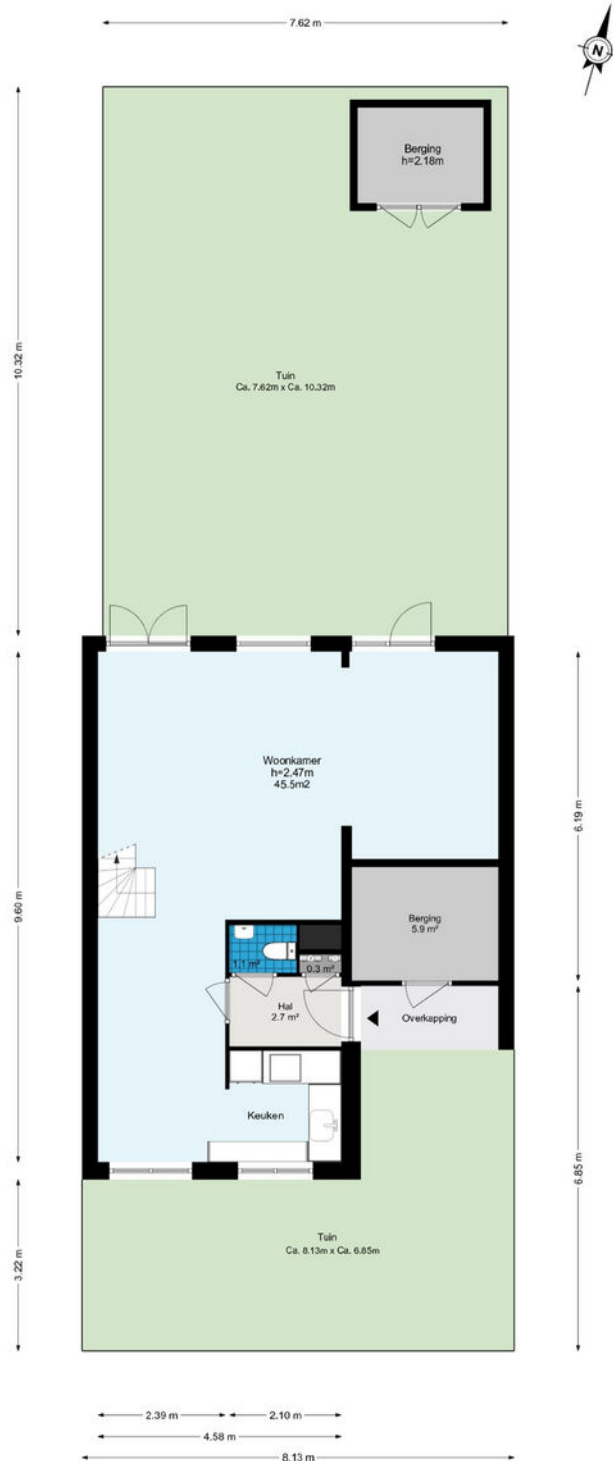 7.62 m
N
Berging
h=2.18m
10.32 m
Tuin
Ca. 7.62m x Ca. 10.32m
Woonkamer
h=2.47m
45.5m2
6.19 m
9.60 m
Berging
5.9 m²
1.1 m²
0.3 m²
Hal
2.7 m²
Overkapping
Keuken
6.85 m
Tuin
Ca. 8.13m x Ca. 6.85m
3.22 m
2.39 m
2.10 m
4.58 m
8.13 m